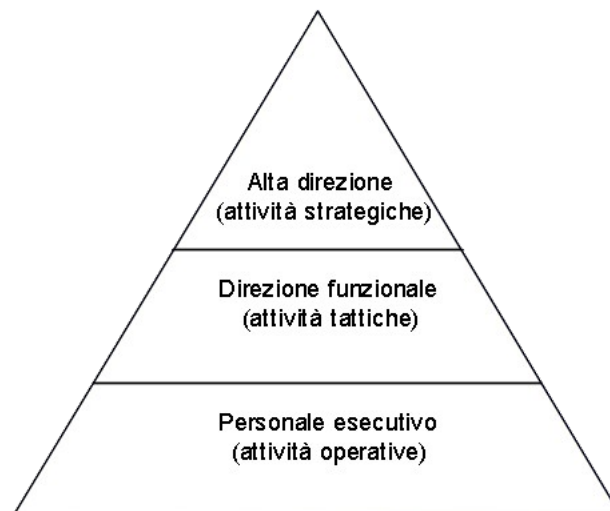 Alta direzione
(attività strategiche)
Direzione funzionale
(attività tattiche)
Personale esecutivo
(attività operative)